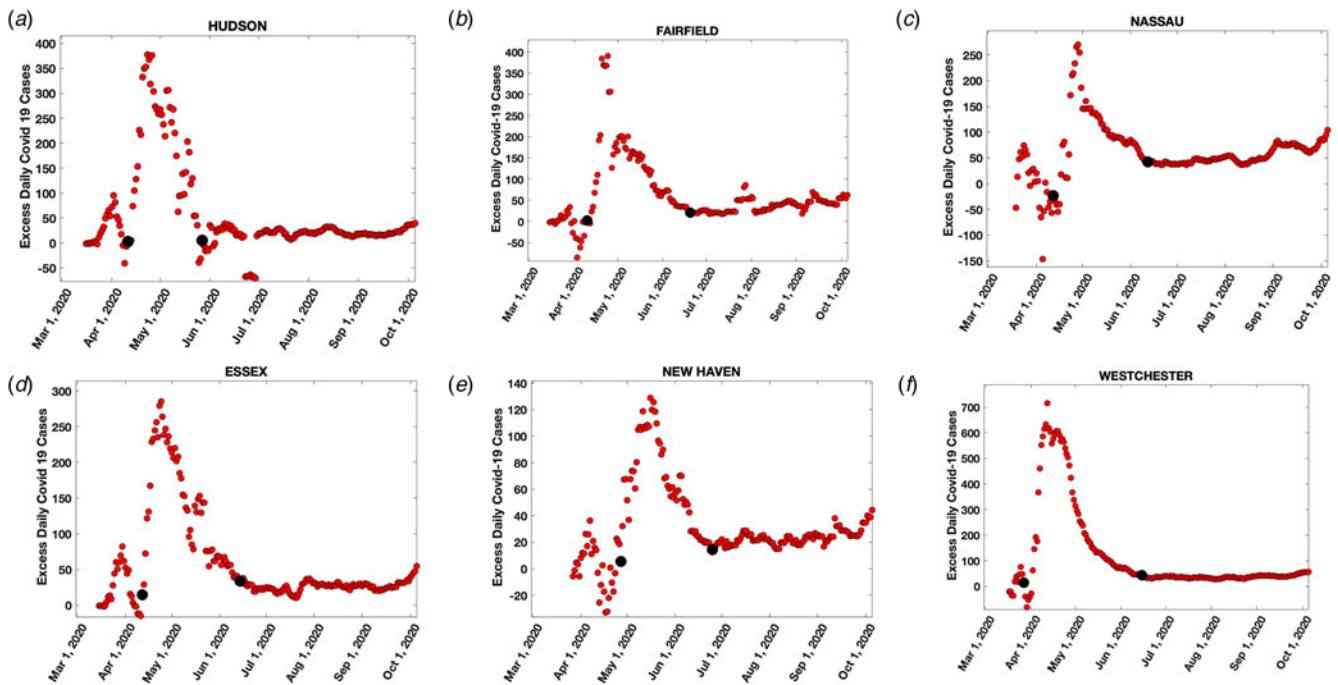 (a)
HUDSON
Excess Daily Covid 19 Cases
400
350
300
250
200
150
100
50
0
-50
Mar 1, 2020
Apr 1, 2020
May 1, 2020
Jun 1, 2020
Jul 1, 2020
Aug 1, 2020
Sep 1, 2020
Oct 1, 2020
(b)
FAIRFIELD
Excess Daily Covid-19 Cases
400
350
300
250
200
150
100
50
0
-50
Mar 1, 2020
Apr 1, 2020
May 1, 2020
Jun 1, 2020
Jul 1, 2020
Aug 1, 2020
Sep 1, 2020
Oct 1, 2020
(c)
NASSAU
Excess Daily Covid-19 Cases
250
200
150
100
50
0
-50
-100
-150
Mar 1, 2020
Apr 1, 2020
May 1, 2020
Jun 1, 2020
Jul 1, 2020
Aug 1, 2020
Sep 1, 2020
Oct 1, 2020
(d)
ESSEX
Excess Daily Covid 19 Cases
300
250
200
150
100
50
0
Mar 1, 2020
Apr 1, 2020
May 1, 2020
Jun 1, 2020
Jul 1, 2020
Aug 1, 2020
Sep 1, 2020
Oct 1, 2020
(e)
NEW HAVEN
Excess Daily Covid-19 Cases
140
120
100
80
60
40
20
0
-20
Mar 1, 2020
Apr 1, 2020
May 1, 2020
Jun 1, 2020
Jul 1, 2020
Aug 1, 2020
Sep 1, 2020
Oct 1, 2020
(f)
WESTCHESTER
Excess Daily Covid-19 Cases
700
600
500
400
300
200
100
0
Mar 1, 2020
Apr 1, 2020
May 1, 2020
Jun 1, 2020
Jul 1, 2020
Aug 1, 2020
Sep 1, 2020
Oct 1, 2020